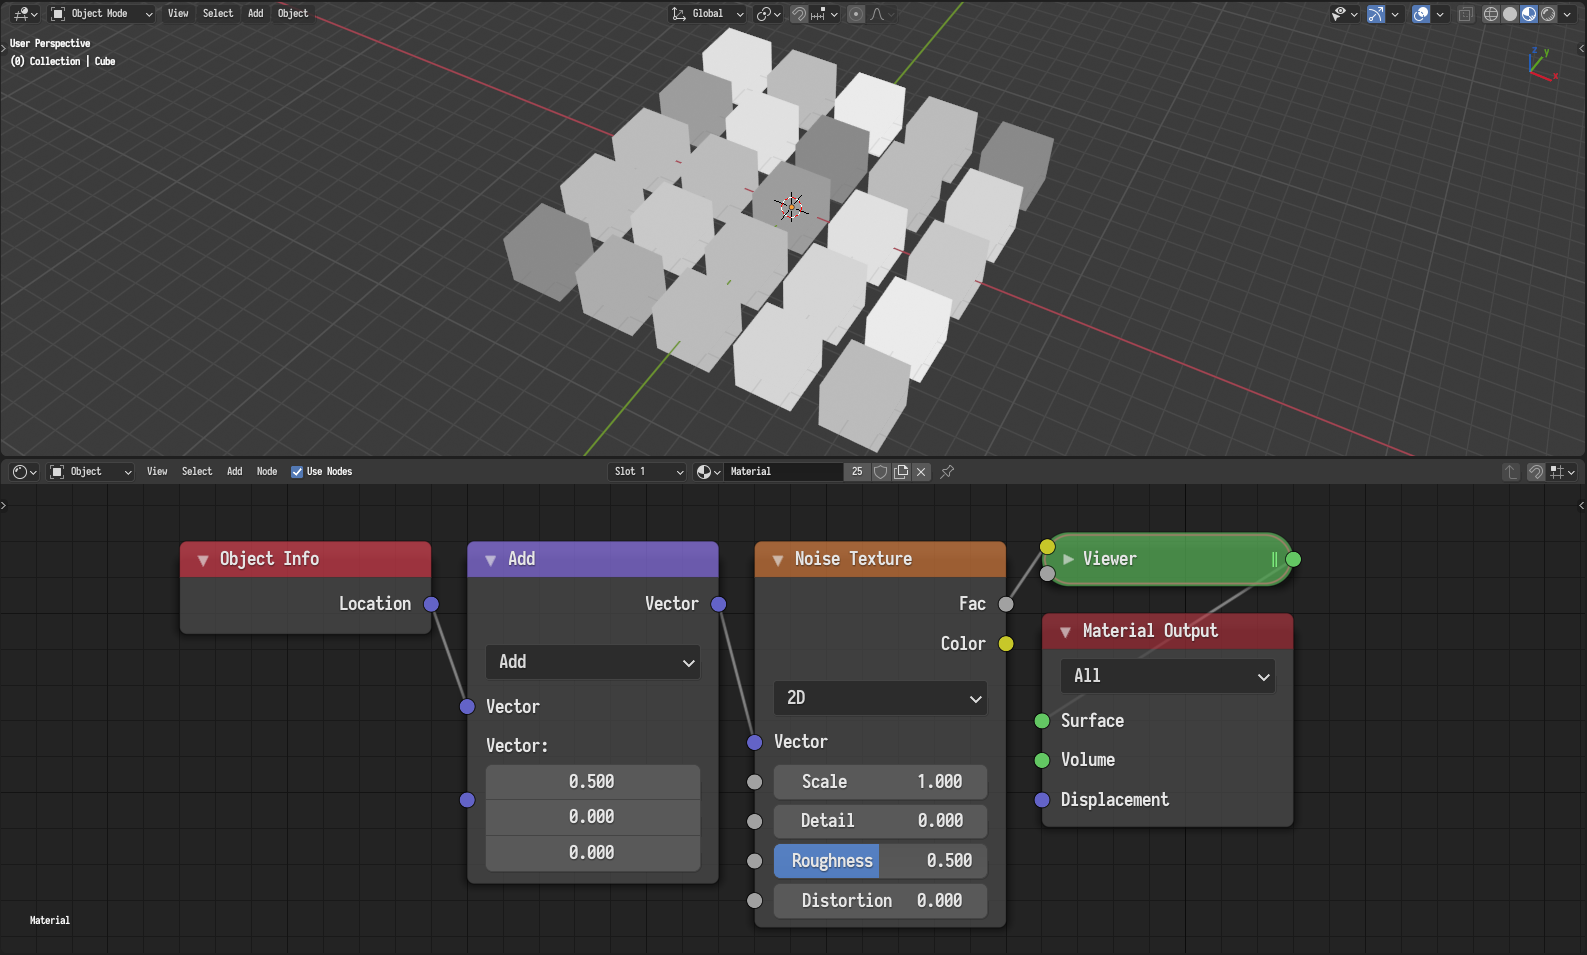 Object Mode View Select Add Object Global
User Perspective
(0) Collection | Cube
z
y
x
Object View Select Add Node Use Nodes Slot 1 Material 25
Object Info
Location
Add
Vector
Add
Vector
Vector:
0.500
0.000
0.000
Noise Texture
Fac
Color
2D
Vector
Scale 1.000
Detail 0.000
Roughness 0.500
Distortion 0.000
Viewer
Material Output
All
Surface
Volume
Displacement
Material